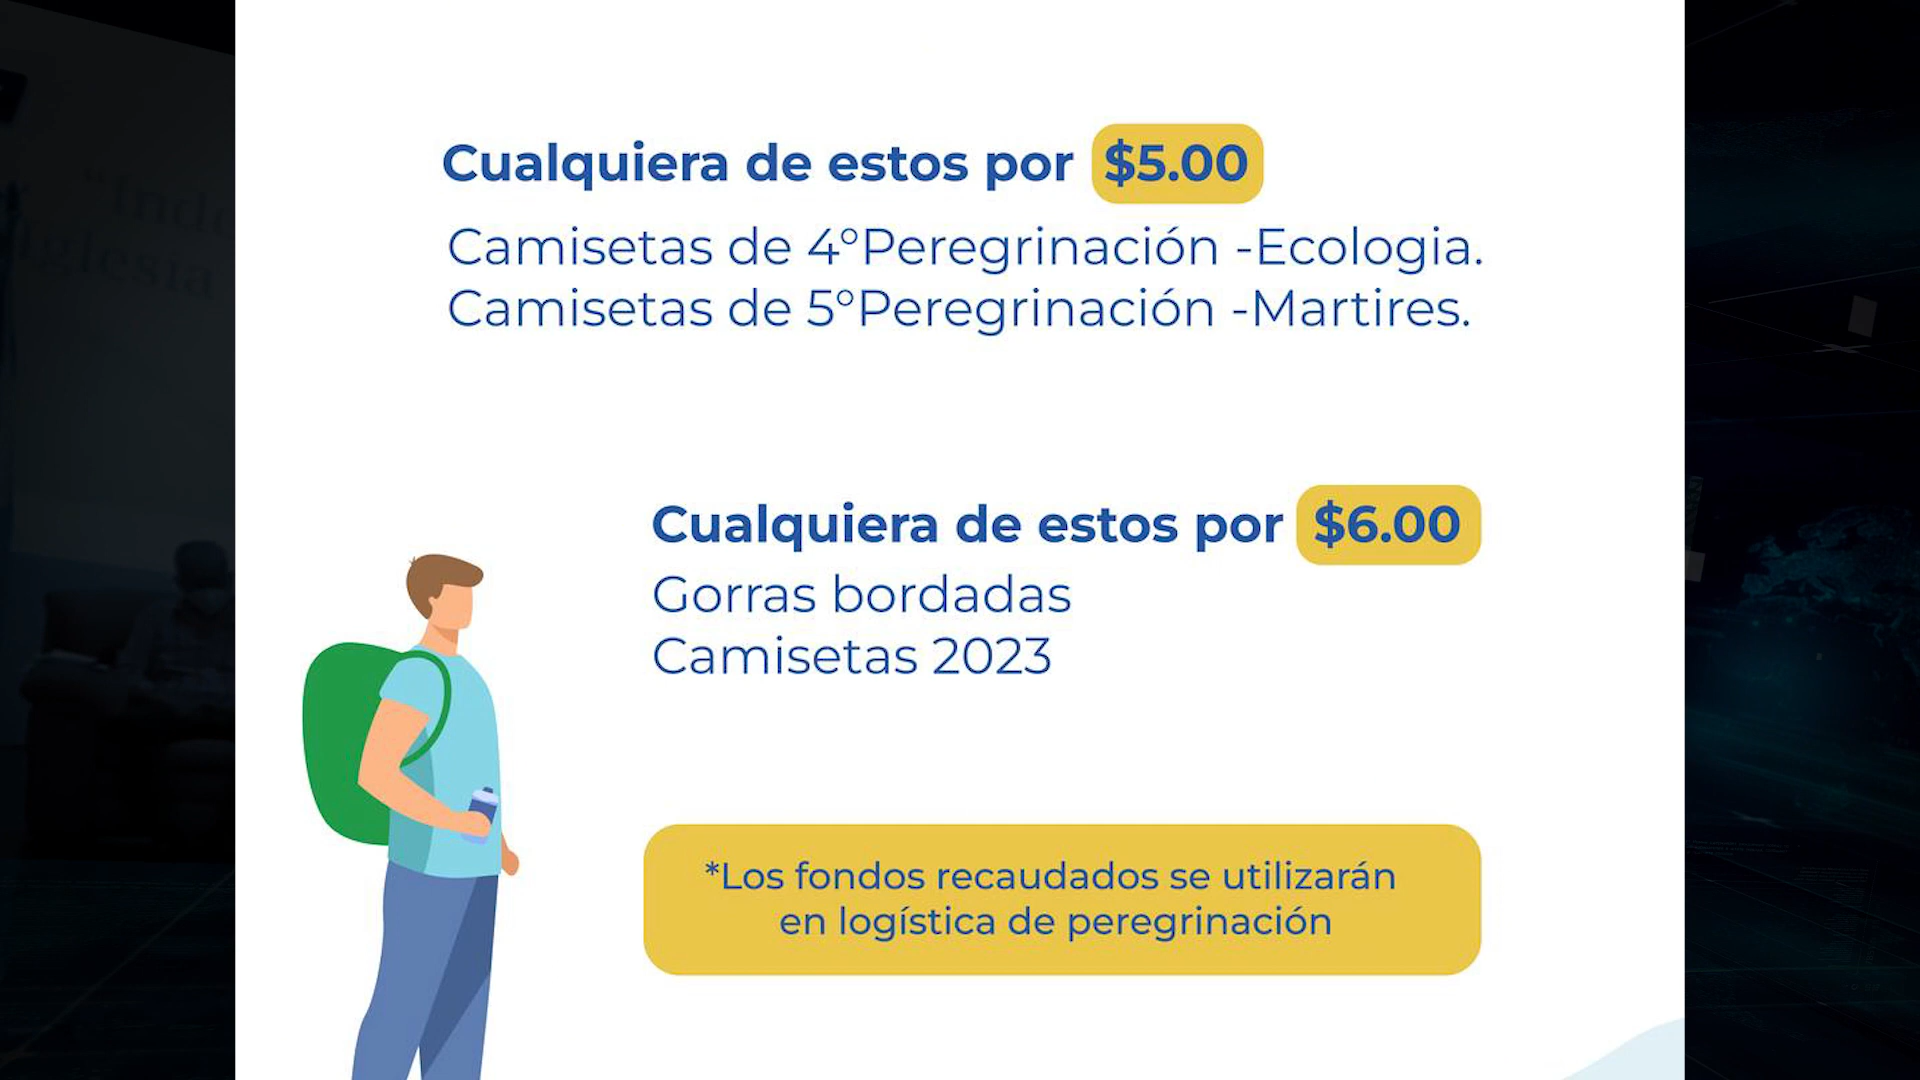 Cualquiera de estos por $5.00
Camisetas de 4°Peregrinación -Ecologia.
Camisetas de 5°Peregrinación -Martires.
Cualquiera de estos por $6.00
Gorras bordadas
Camisetas 2023
*Los fondos recaudados se utilizarán
en logística de peregrinación
iglesia